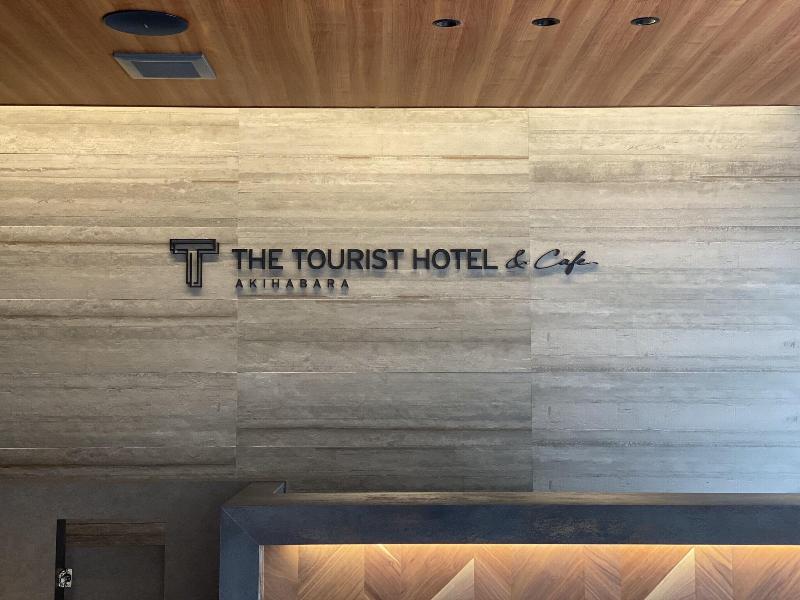 THE TOURIST HOTEL & Cafe
AKIHABARA